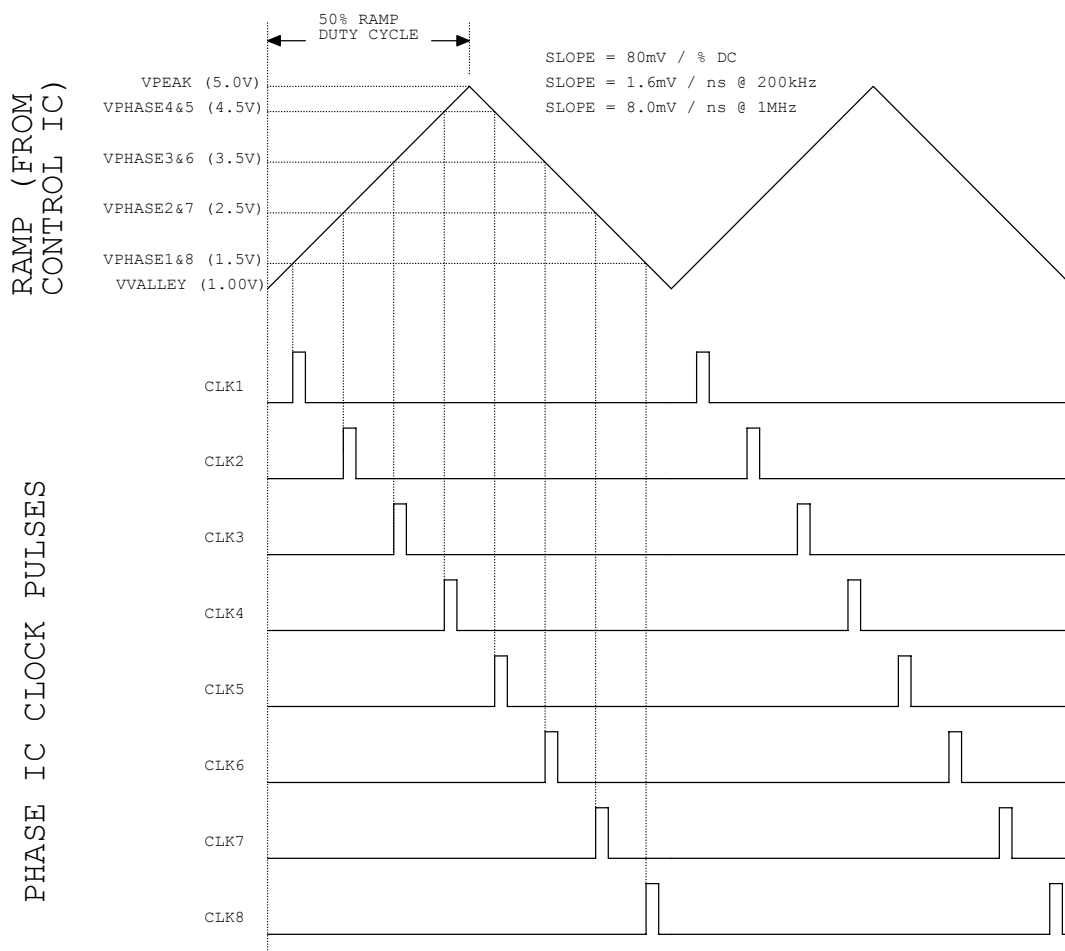 50% RAMP
DUTY CYCLE
SLOPE = 80mV / % DC
SLOPE = 1.6mV / ns @ 200kHz
SLOPE = 8.0mV / ns @ 1MHz
RAMP (FROM
CONTROL IC)
VPEAK (5.0V)
VPHASE4&5 (4.5V)
VPHASE3&6 (3.5V)
VPHASE2&7 (2.5V)
VPHASE1&8 (1.5V)
VVALLEY (1.00V)
PHASE IC CLOCK PULSES
CLK1
CLK2
CLK3
CLK4
CLK5
CLK6
CLK7
CLK8